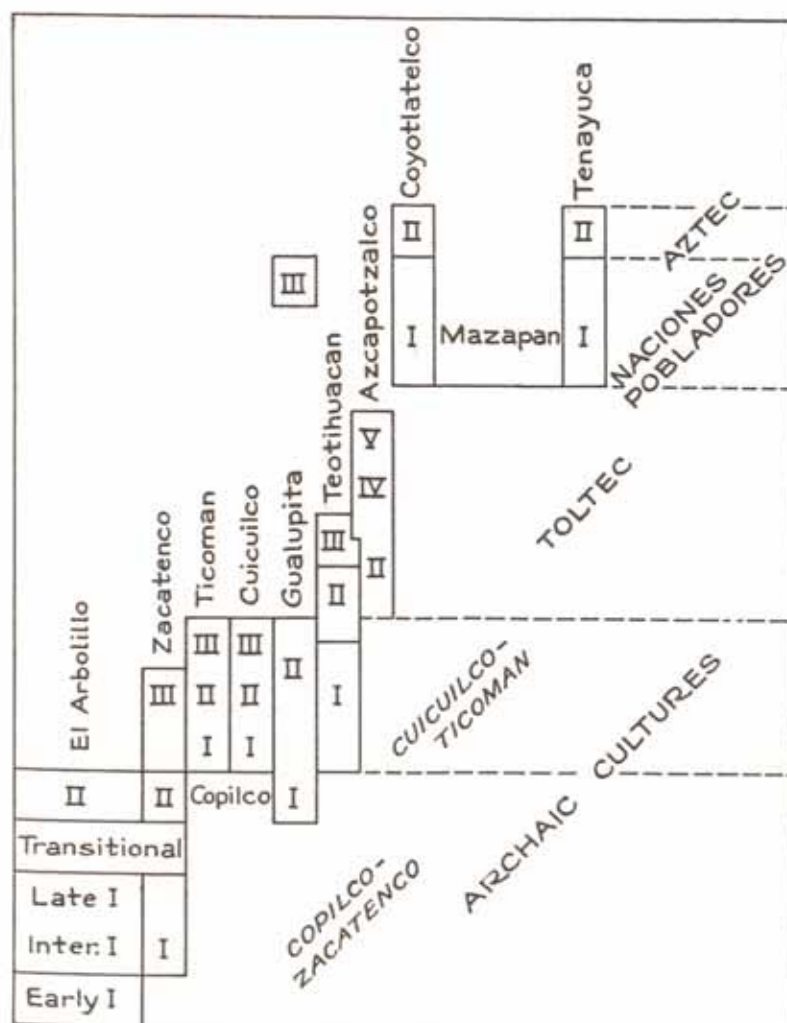 Coyotlatelco
Tenayuca
II
II
AZTEC
Azcapotzalco
III
I
Mazapan
I
NACIONES
POBLADORES
Teotihuacan
V
IV
II
TOLTEC
Gualupita
III
II
I
Zacatenco
Ticoman
Cuicuilco
III
III
II
II
II
I
I
CUICUILCO-
TICOMAN
El Arbolillo
III
II
II
Copilco
I
ARCHAIC CULTURES
Transitional
Late I
Inter. I
I
Early I
COPILCO-
ZACATENCO